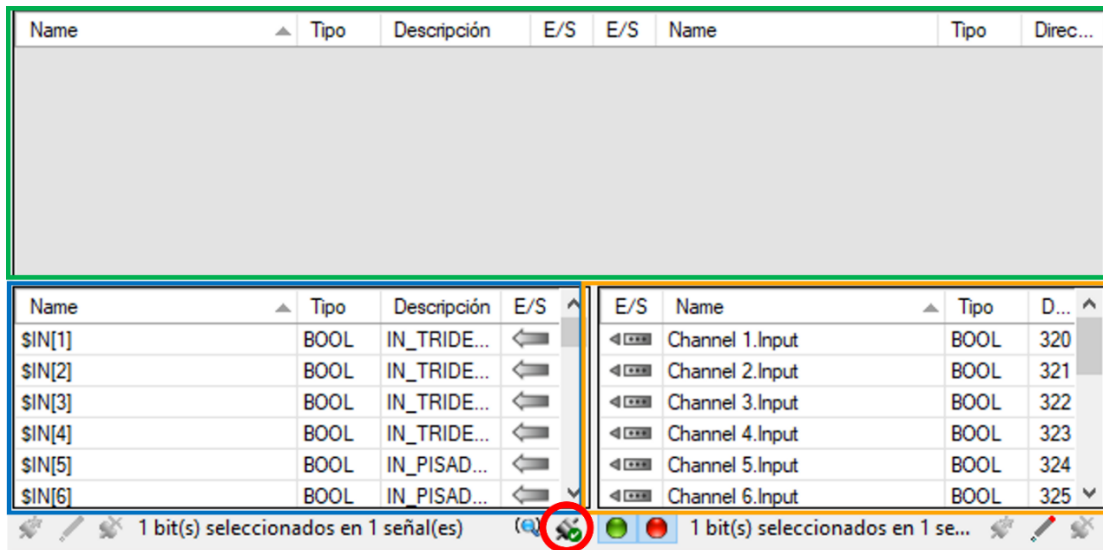 Name Tipo Descripción E/S E/S Name Tipo Direc...
Name Tipo Descripción E/S E/S Name Tipo D...
$IN[1] BOOL IN_TRIDE... Channel 1.Input BOOL 320
$IN[2] BOOL IN_TRIDE... Channel 2.Input BOOL 321
$IN[3] BOOL IN_TRIDE... Channel 3.Input BOOL 322
$IN[4] BOOL IN_TRIDE... Channel 4.Input BOOL 323
$IN[5] BOOL IN_PISAD... Channel 5.Input BOOL 324
$IN[6] BOOL IN_PISAD... Channel 6.Input BOOL 325
1 bit(s) seleccionados en 1 señal(es) 1 bit(s) seleccionados en 1 se...